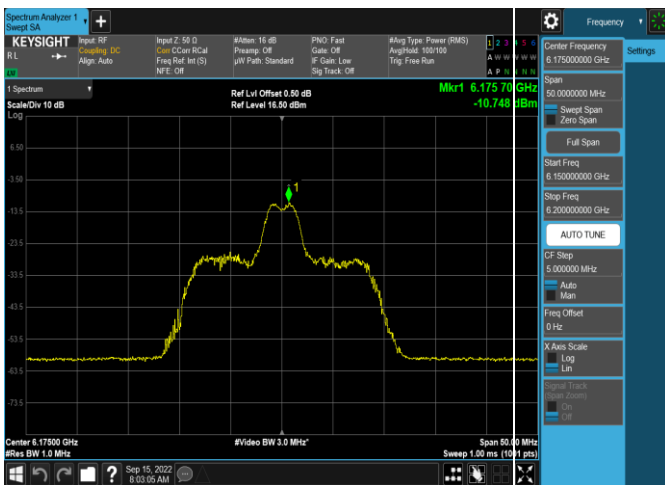 Spectrum Analyzer 1
Swept SA
Frequency
KEYSIGHT
RL
Input: RF
Coupling: DC
Align: Auto
Input Z: 50 Ω
Corr CCorr RCal
Freq Ref: Int (S)
NFE: Off
#Atten: 16 dB
Preamp: Off
µW Path: Standard
PNO: Fast
Gate: Off
IF Gain: Low
Sig Track: Off
#Avg Type: Power (RMS)
Avg|Hold: 100/100
Trig: Free Run
1 2 3 4 5 6
A W W W W W
A P N N N N
LXI
1 Spectrum
Scale/Div 10 dB
Log
Ref Lvl Offset 0.50 dB
Ref Level 16.50 dBm
Mkr1 6.175 70 GHz
-10.748 dBm
6.50
-3.50
-13.5
-23.5
-33.5
-43.5
-53.5
-63.5
-73.5
1
Center 6.17500 GHz
#Res BW 1.0 MHz
#Video BW 3.0 MHz*
Span 50.00 MHz
Sweep 1.00 ms (1001 pts)
Sep 15, 2022
8:03:05 AM
Center Frequency
6.175000000 GHz
Settings
Span
50.0000000 MHz
Swept Span
Zero Span
Full Span
Start Freq
6.150000000 GHz
Stop Freq
6.200000000 GHz
AUTO TUNE
CF Step
5.000000 MHz
Auto
Man
Freq Offset
0 Hz
X Axis Scale
Log
Lin
Signal Track
(Span Zoom)
On
Off